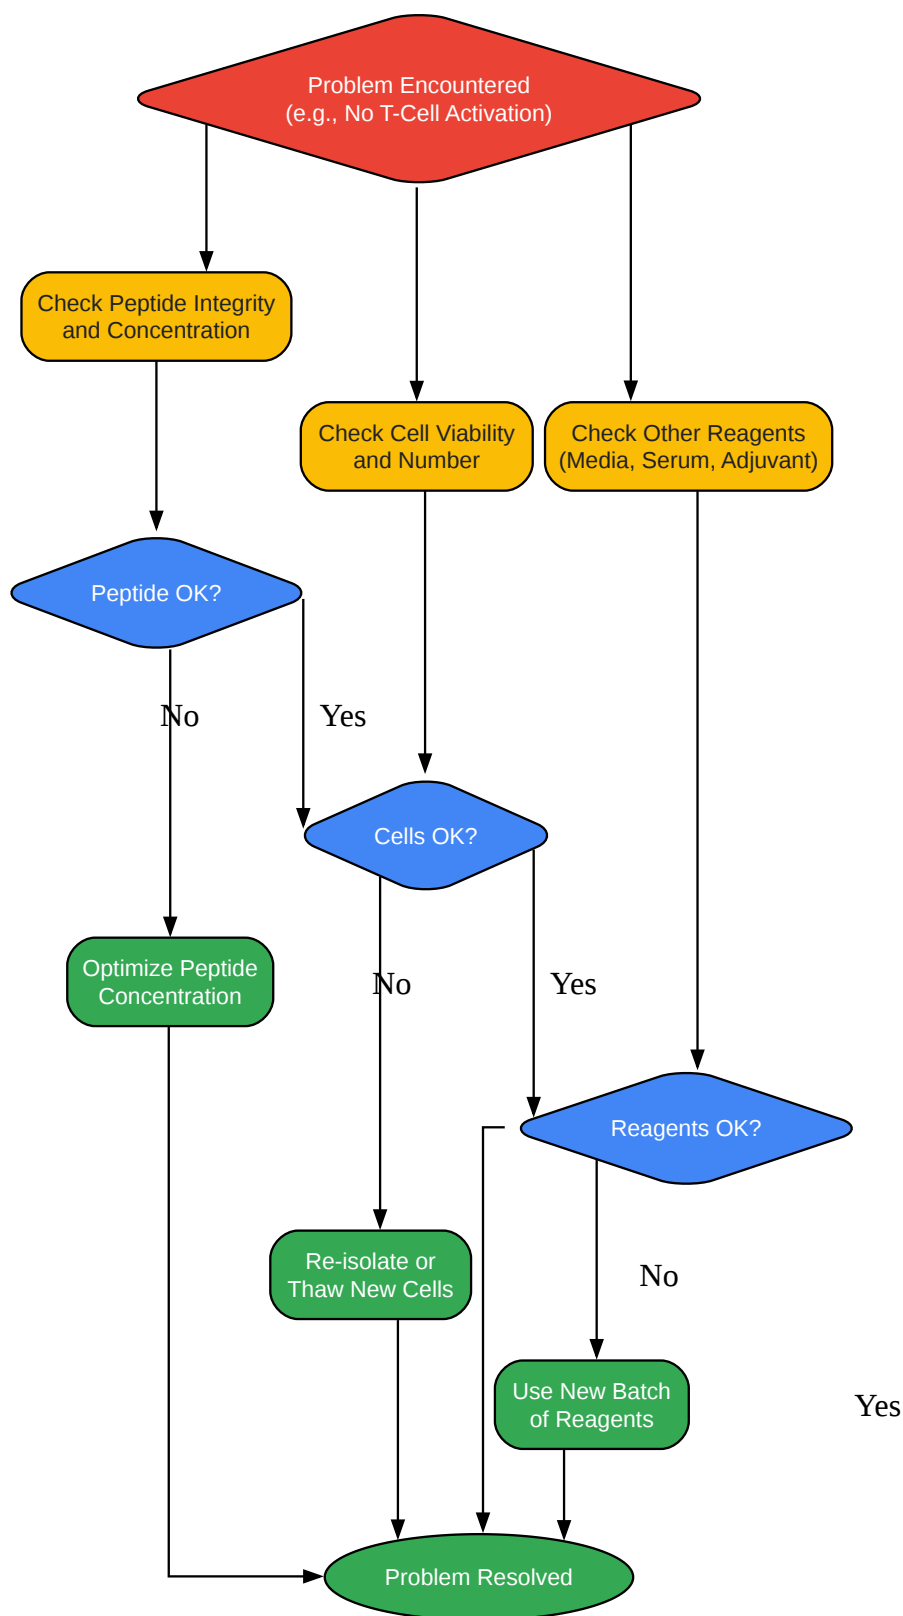 Problem Encountered
(e.g., No T-Cell Activation)
Check Peptide Integrity
and Concentration
Check Cell Viability
and Number
Check Other Reagents
(Media, Serum, Adjuvant)
Peptide OK?
No
Yes
Cells OK?
Optimize Peptide
Concentration
No
Yes
Reagents OK?
Re-isolate or
Thaw New Cells
No
Use New Batch
of Reagents
Yes
Problem Resolved